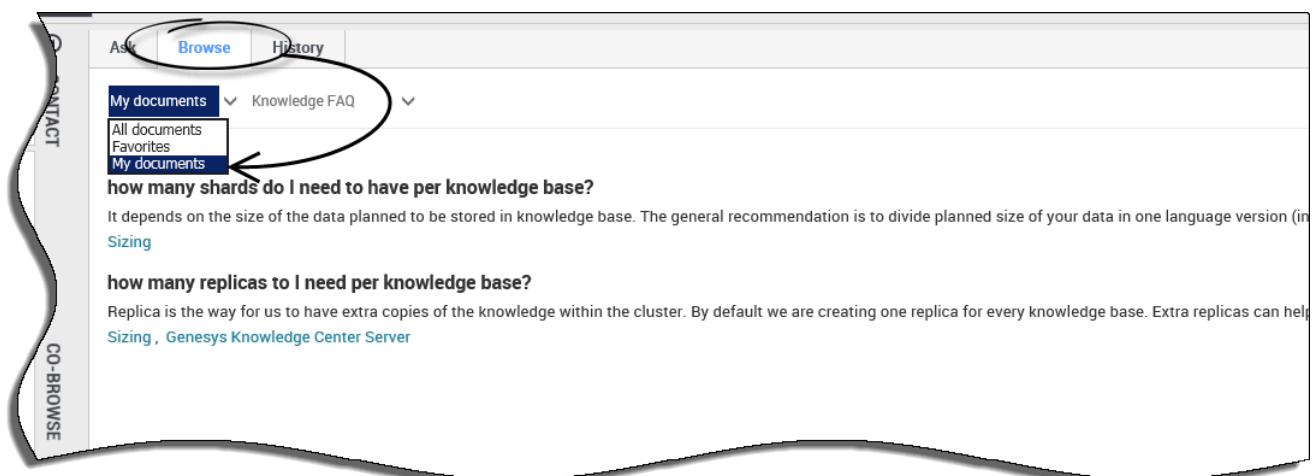 Ask Browse History
My documents Knowledge FAQ
All documents
Favorites
My documents
how many shards do I need to have per knowledge base?
It depends on the size of the data planned to be stored in knowledge base. The general recommendation is to divide planned size of your data in one language version (in
Sizing
how many replicas to I need per knowledge base?
Replica is the way for us to have extra copies of the knowledge within the cluster. By default we are creating one replica for every knowledge base. Extra replicas can help
Sizing , Genesys Knowledge Center Server
CONTACT
CO-BROWSE